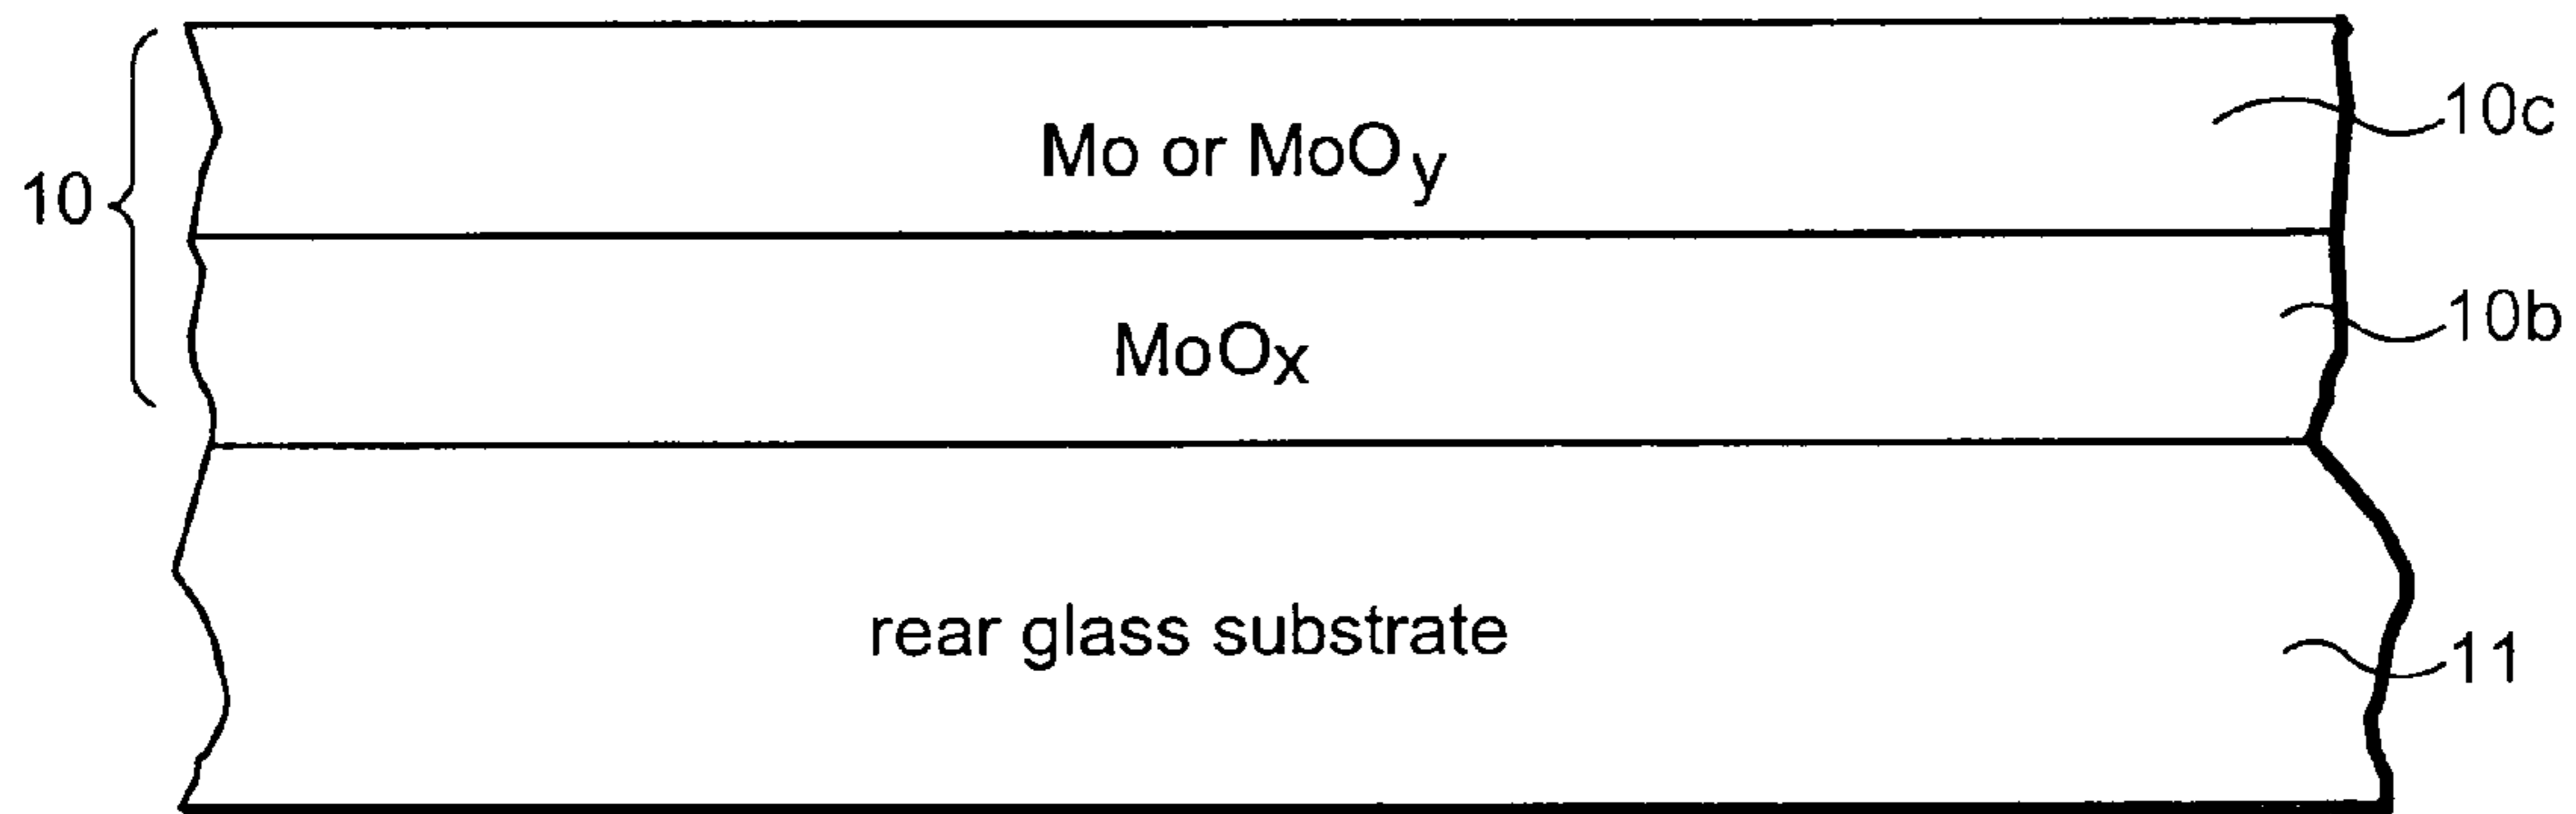 10c
Mo or MoOy
10
10b
MoOx
rear glass substrate
11